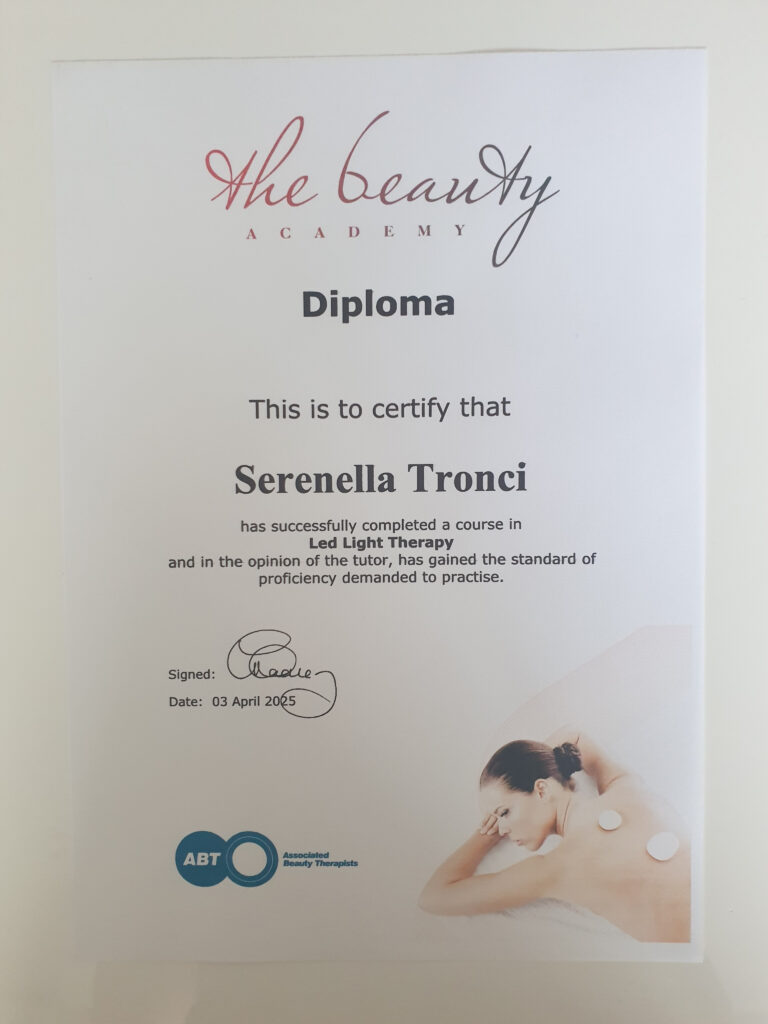 the beauty
ACADEMY
Diploma
This is to certify that
Serenella Tronci
has successfully completed a course in
Led Light Therapy
and in the opinion of the tutor, has gained the standard of
proficiency demanded to practise.
Signed:
Date: 03 April 2025
ABT Associated
Beauty Therapists